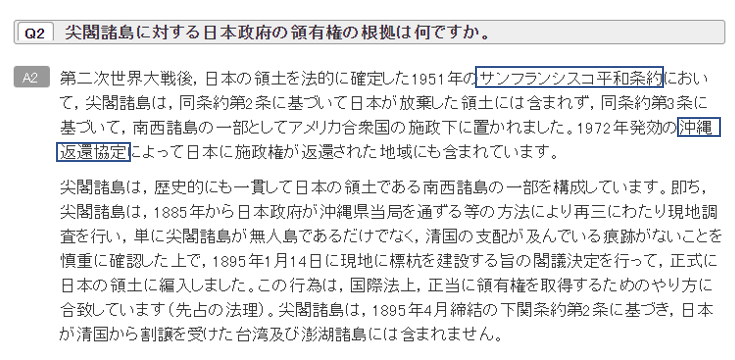 Q2 尖閣諸島に対する日本政府の領有権の根拠は何ですか。
A2 第二次世界大戦後，日本の領土を法的に確定した1951年のサンフランシスコ平和条約におい
て，尖閣諸島は，同条約第2条に基づいて日本が放棄した領土には含まれず，同条約第3条に
基づいて，南西諸島の一部としてアメリカ合衆国の施政下に置かれました。1972年発効の沖縄
返還協定によって日本に施政権が返還された地域にも含まれています。
尖閣諸島は，歴史的にも一貫して日本の領土である南西諸島の一部を構成しています。即ち，
尖閣諸島は，1885年から日本政府が沖縄県当局を通ずる等の方法により再三にわたり現地調
査を行い，単に尖閣諸島が無人島であるだけでなく，清国の支配が及んでいる痕跡がないことを
慎重に確認した上で，1895年1月14日に現地に標杭を建設する旨の閣議決定を行って，正式に
日本の領土に編入しました。この行為は，国際法上，正当に領有権を取得するためのやり方に
合致しています（先占の法理）。尖閣諸島は，1895年4月締結の下関条約第2条に基づき，日本
が清国から割譲を受けた台湾及び澎湖諸島には含まれません。